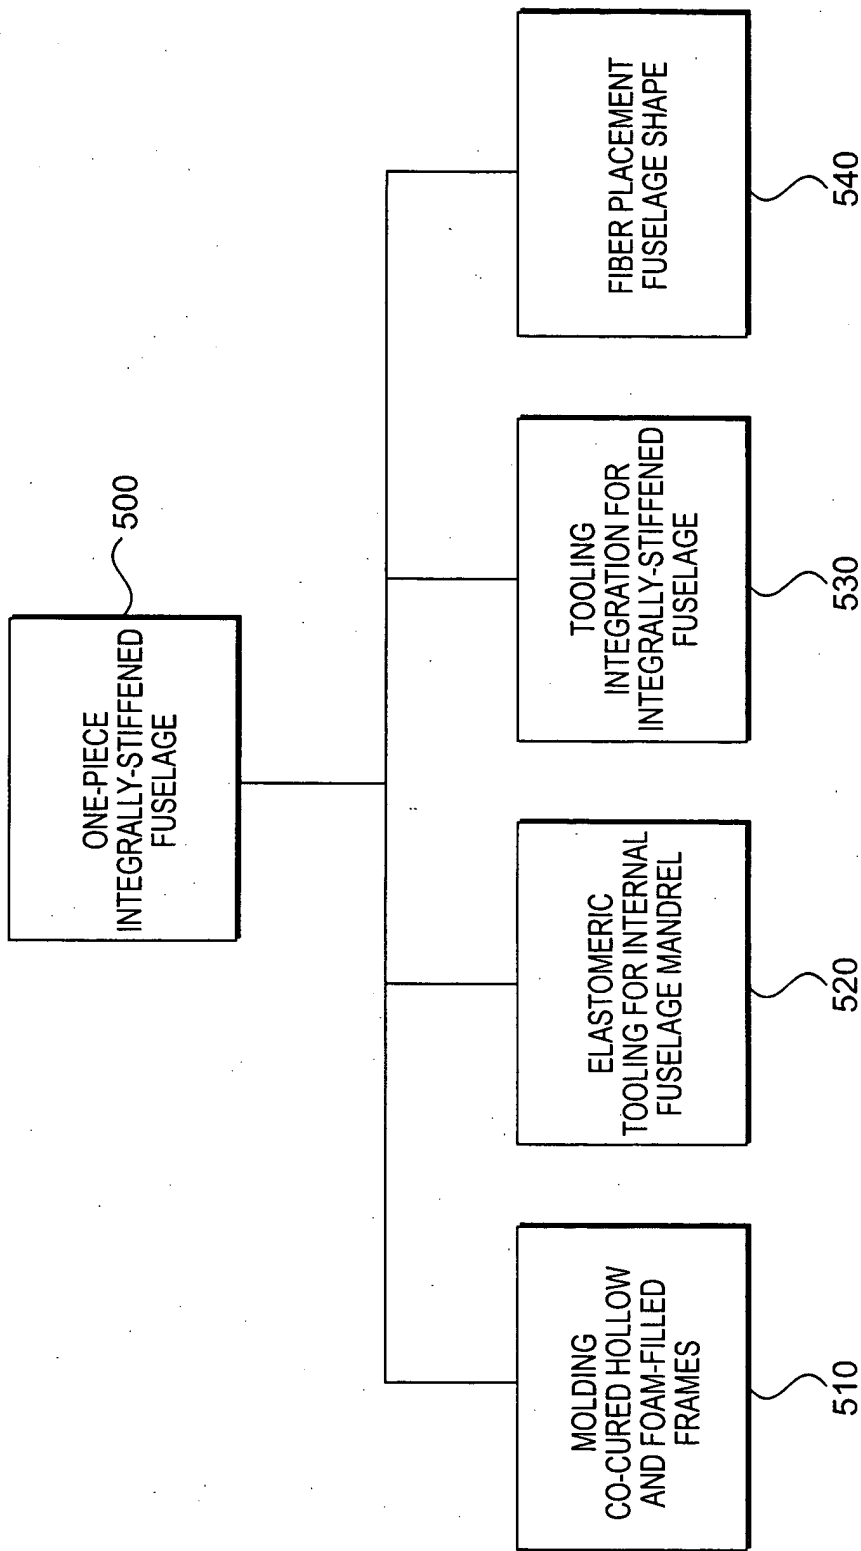 ONE-PIECE
INTEGRALLY-STIFFENED
FUSELAGE
500
MOLDING
CO-CURED HOLLOW
AND FOAM-FILLED
FRAMES
510
ELASTOMERIC
TOOLING FOR INTERNAL
FUSELAGE MANDREL
520
TOOLING
INTEGRATION FOR
INTEGRALLY-STIFFENED
FUSELAGE
530
FIBER PLACEMENT
FUSELAGE SHAPE
540